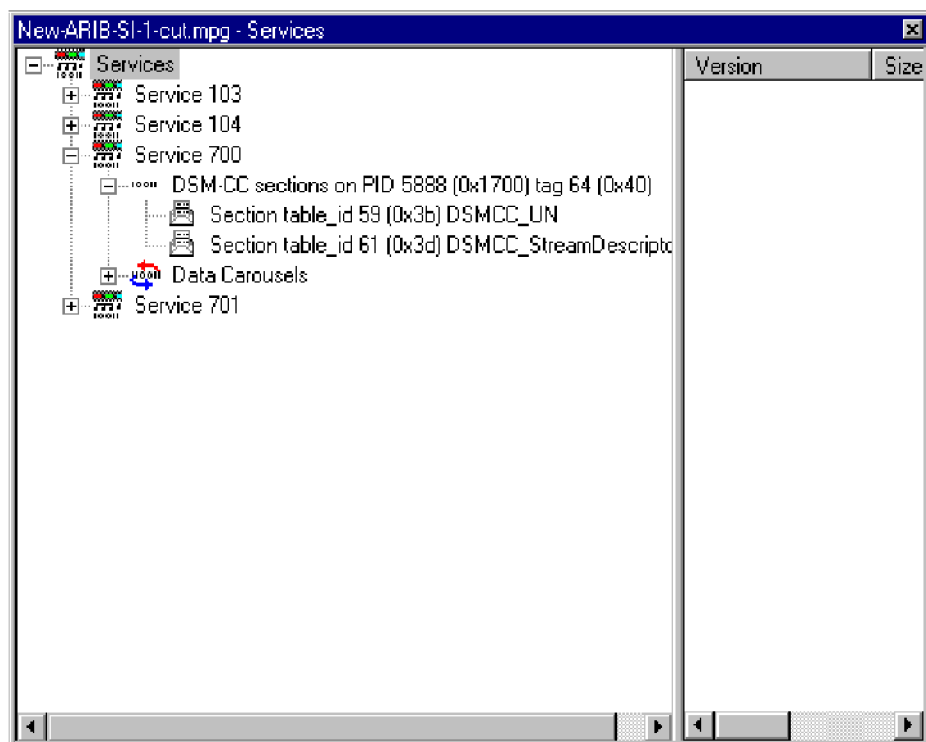 New-ARIB-SI-1-cut.mpg - Services
Services
Version Size
Service 103
Service 104
Service 700
DSM-CC sections on PID 5888 (0x1700) tag 64 (0x40)
Section table_id 59 (0x3b) DSMCC_UN
Section table_id 61 (0x3d) DSMCC_StreamDescripto
Data Carousels
Service 701